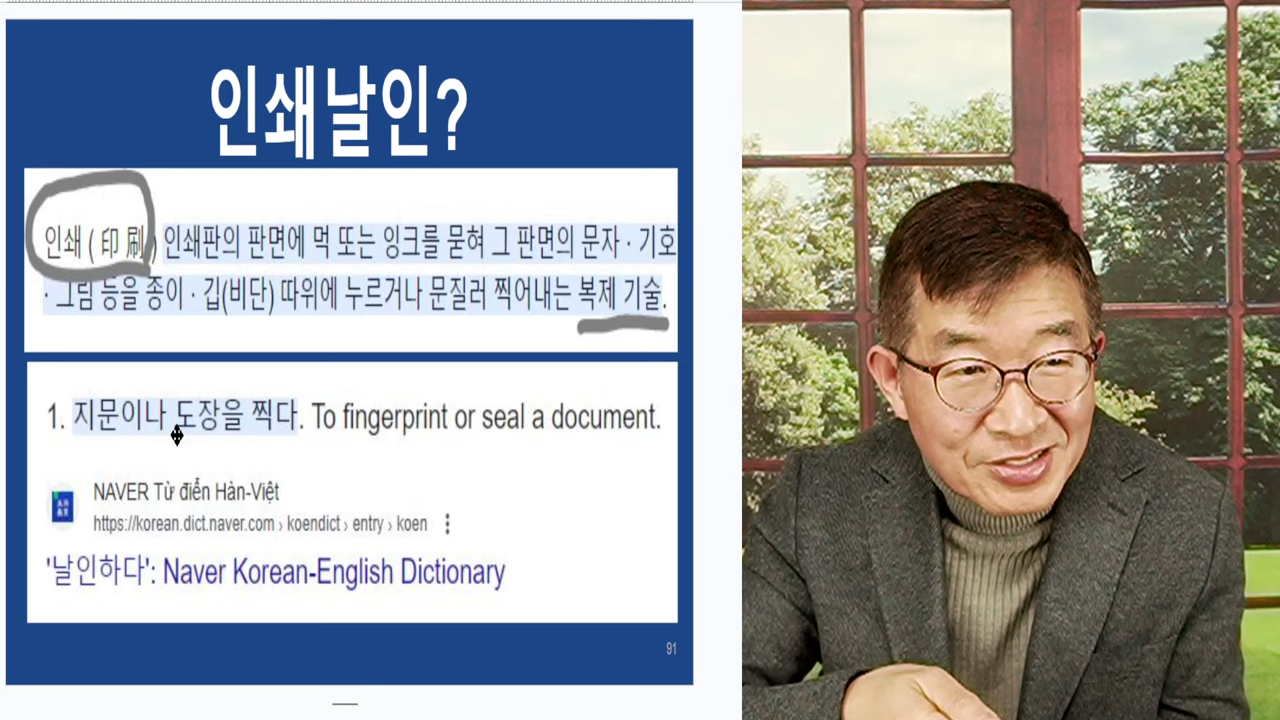 인쇄날인?
인쇄 ( 印 刷 ) 인쇄판의 판면에 먹 또는 잉크를 묻혀 그 판면의 문자 · 기호
· 그림 등을 종이 · 깁(비단) 따위에 누르거나 문질러 찍어내는 복제 기술.
1. 지문이나 도장을 찍다. To fingerprint or seal a document.
NAVER Từ điển Hàn-Việt
https://korean.dict.naver.com › koendict › entry › koen
'날인하다': Naver Korean-English Dictionary
91